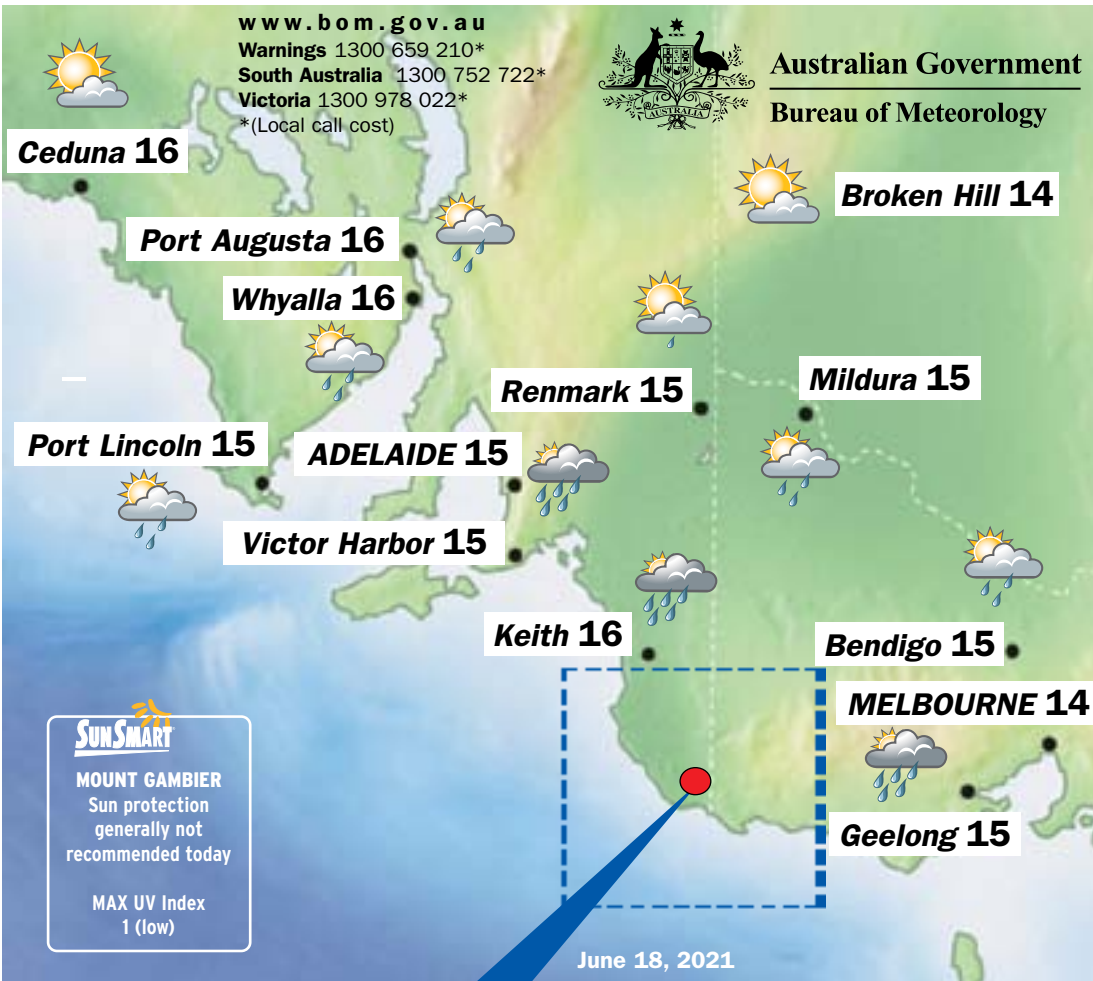 www.bom.gov.au
Warnings 1300 659 210*
South Australia 1300 752 722*
Victoria 1300 978 022*
*(Local call cost)
AUSTRALIA
Australian Government
Bureau of Meteorology
Ceduna 16
Broken Hill 14
Port Augusta 16
Whyalla 16
Renmark 15
Mildura 15
Port Lincoln 15
ADELAIDE 15
Victor Harbor 15
Keith 16
Bendigo 15
MELBOURNE 14
Geelong 15
SUNSMART
MOUNT GAMBIER
Sun protection
generally not
recommended today
MAX UV Index
1 (low)
June 18, 2021